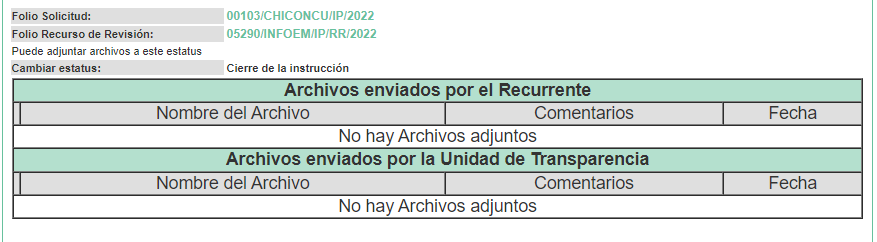 Folio Solicitud: 00103/CHICONCU/IP/2022
Folio Recurso de Revisión: 05290/INFOEM/IP/RR/2022
Puede adjuntar archivos a este estatus
Cambiar estatus: Cierre de la instrucción
Archivos enviados por el Recurrente
Nombre del Archivo Comentarios Fecha
No hay Archivos adjuntos
Archivos enviados por la Unidad de Transparencia
Nombre del Archivo Comentarios Fecha
No hay Archivos adjuntos